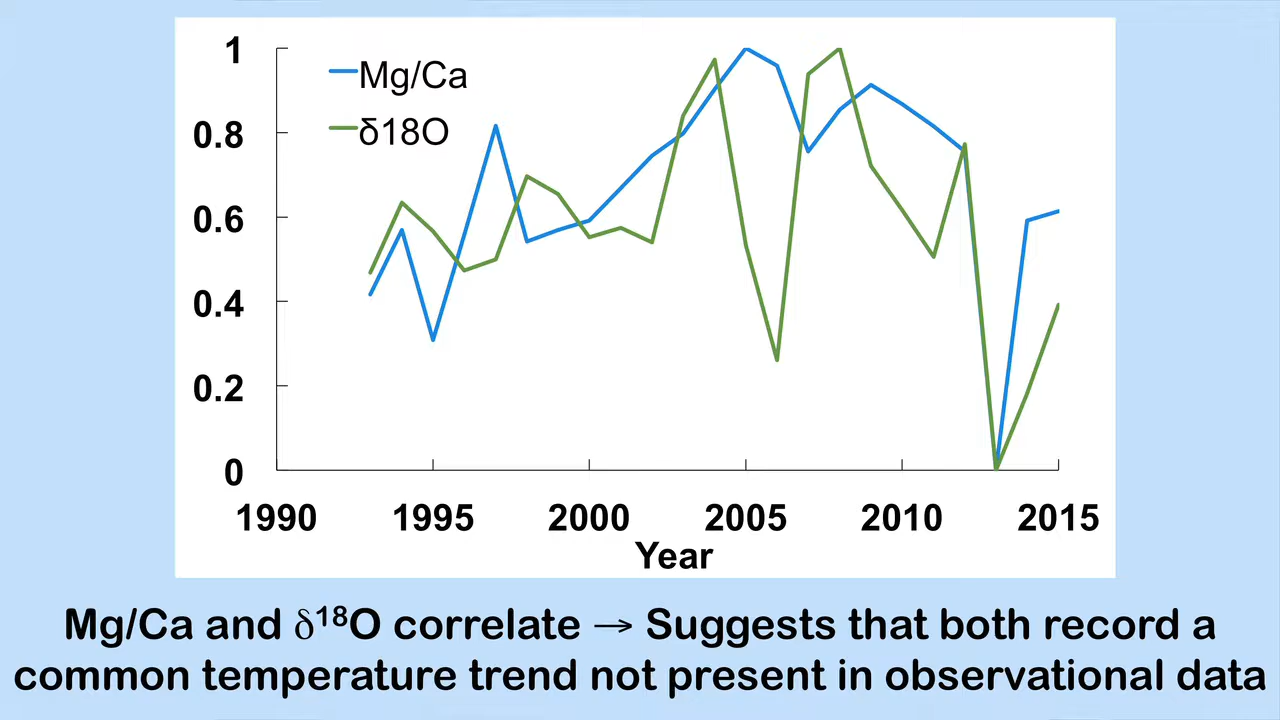 1
Mg/Ca
δ18O
0.8
0.6
0.4
0.2
0
1990 1995 2000 2005 2010 2015
Year
Mg/Ca and δ¹⁸O correlate → Suggests that both record a
common temperature trend not present in observational data